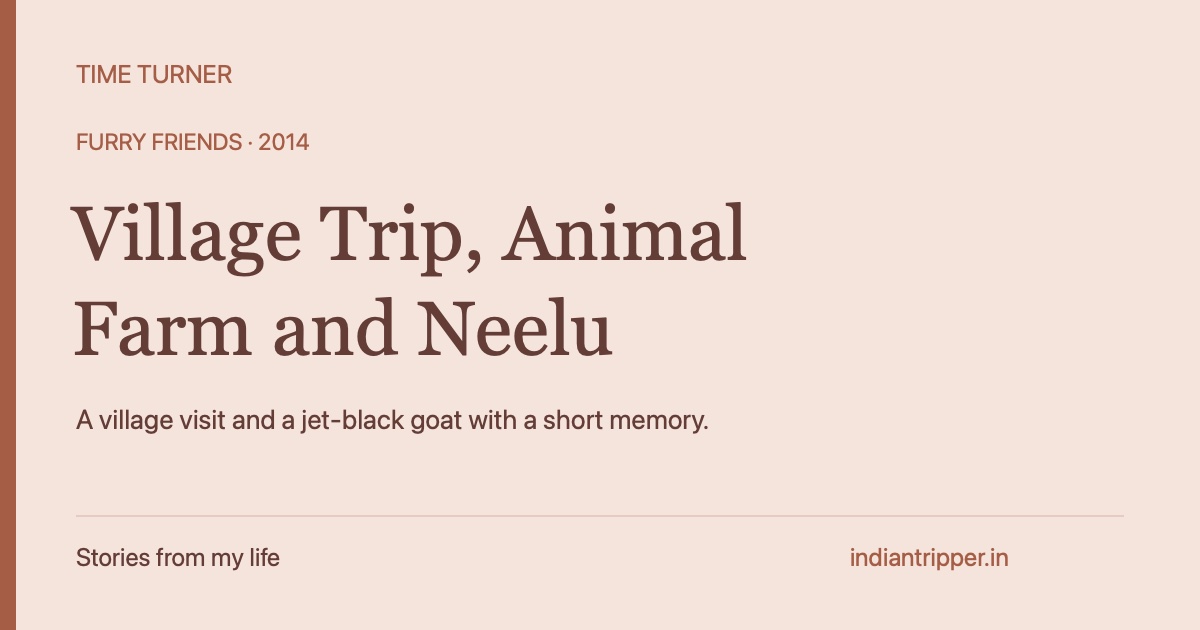 TIME TURNER
FURRY FRIENDS · 2014
Village Trip, Animal
Farm and Neelu
A village visit and a jet-black goat with a short memory.
Stories from my life
indiantripper.in